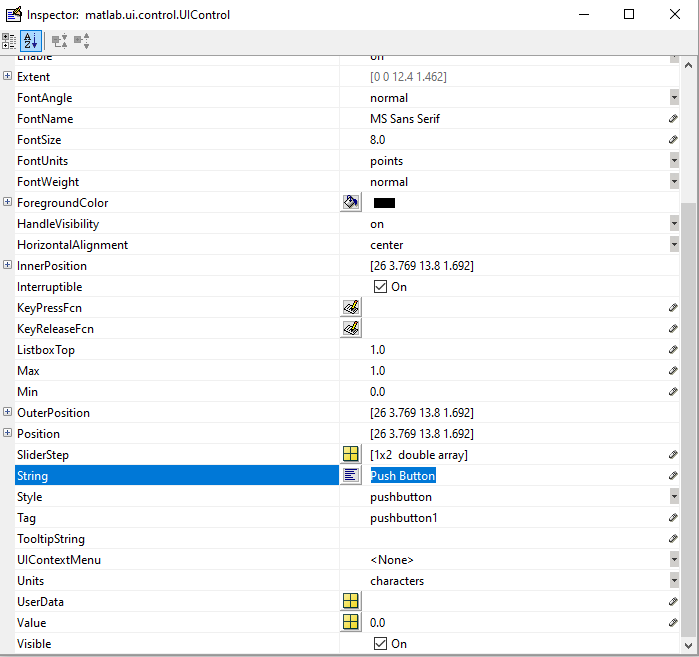 Inspector: matlab.ui.control.UIControl
Enable on
Extent [0 0 12.4 1.462]
FontAngle normal
FontName MS Sans Serif
FontSize 8.0
FontUnits points
FontWeight normal
ForegroundColor
HandleVisibility on
HorizontalAlignment center
InnerPosition [26 3.769 13.8 1.692]
Interruptible On
KeyPressFcn
KeyReleaseFcn
ListboxTop 1.0
Max 1.0
Min 0.0
OuterPosition [26 3.769 13.8 1.692]
Position [26 3.769 13.8 1.692]
SliderStep [1x2 double array]
String Push Button
Style pushbutton
Tag pushbutton1
TooltipString
UIContextMenu <None>
Units characters
UserData
Value 0.0
Visible On